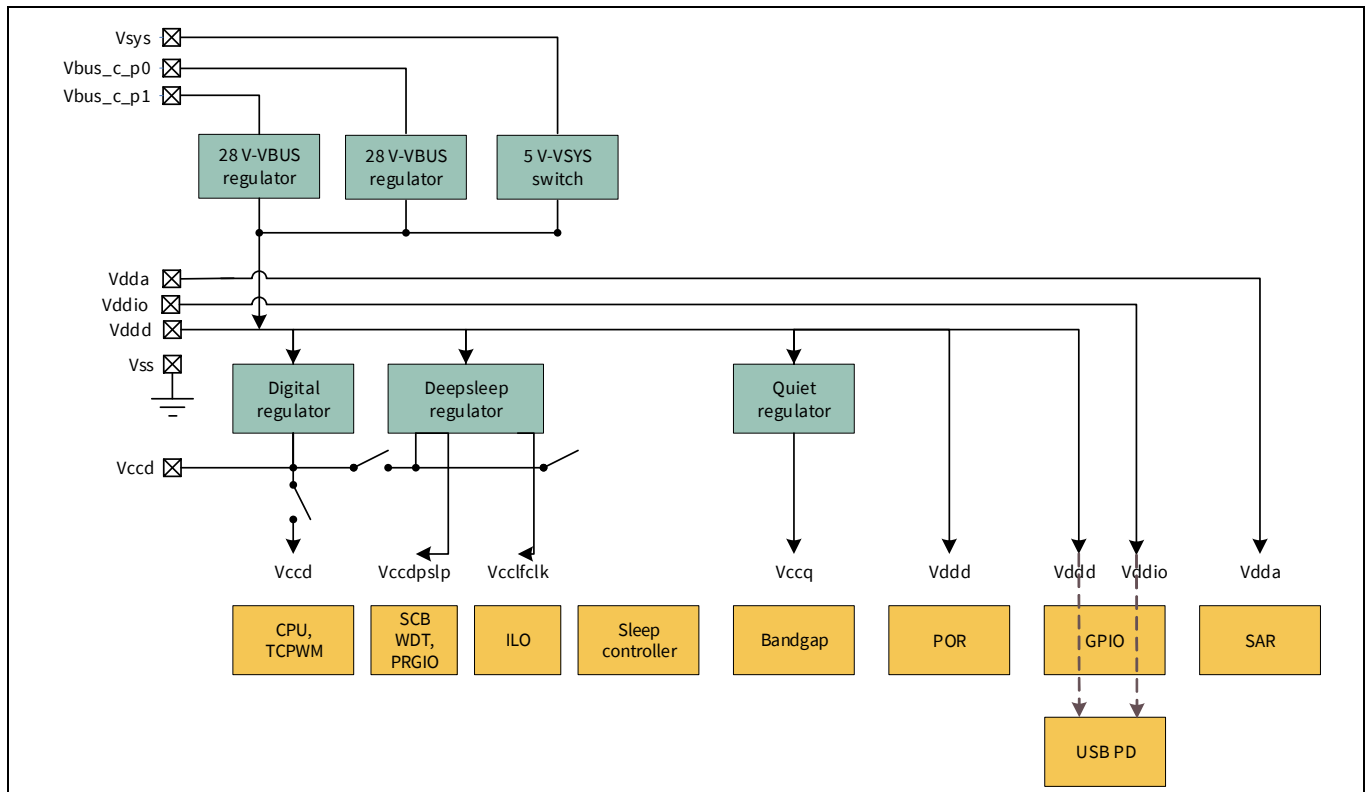 Vsys
Vbus_c_p0
Vbus_c_p1
28 V-VBUS
regulator
28 V-VBUS
regulator
5 V-VSYS
switch
Vdda
Vddio
Vddd
Vss
Digital
regulator
Deepsleep
regulator
Quiet
regulator
Vccd
Vccd
Vccdpslp
Vcclfclk
Vccq
Vddd
Vddd
Vddio
Vdda
CPU,
TCPWM
SCB
WDT,
PRGIO
ILO
Sleep
controller
Bandgap
POR
GPIO
SAR
USB PD